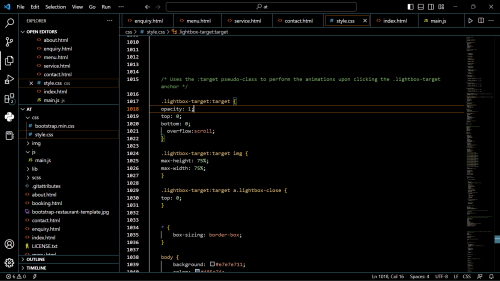 File Edit Selection View Go Run
at
EXPLORER
OPEN EDITORS
about.html
enquiry.html
menu.html
service.html
contact.html
style.css css
index.html
main.js js
AT
css
bootstrap.min.css
style.css
img
js
main.js
lib
scss
.gitattributes
about.html
booking.html
bootstrap-restaurant-template.jpg
contact.html
enquiry.html
index.html
LICENSE.txt
OUTLINE
TIMELINE
enquiry.html menu.html service.html contact.html style.css index.html main.js
css > style.css > .lightbox-target:target
1010
1013
1014
1015 /* Uses the :target pseudo-class to perform the animations upon clicking the .lightbox-target
anchor */
1016
1017 .lightbox-target:target {
1018 opacity: 1;
1019 top: 0;
1020 bottom: 0;
1021 overflow:scroll;
1022 }
1023
1024 .lightbox-target:target img {
1025 max-height: 75%;
1026 max-width: 75%;
1027 }
1028
1029 .lightbox-target:target a.lightbox-close {
1030 top: 0;
1031 }
1032
1033
1034 * {
1035 box-sizing: border-box;
1036 }
1037
1038 body {
1039
Ln 1018, Col 16 Spaces: 4 UTF-8 LF CSS